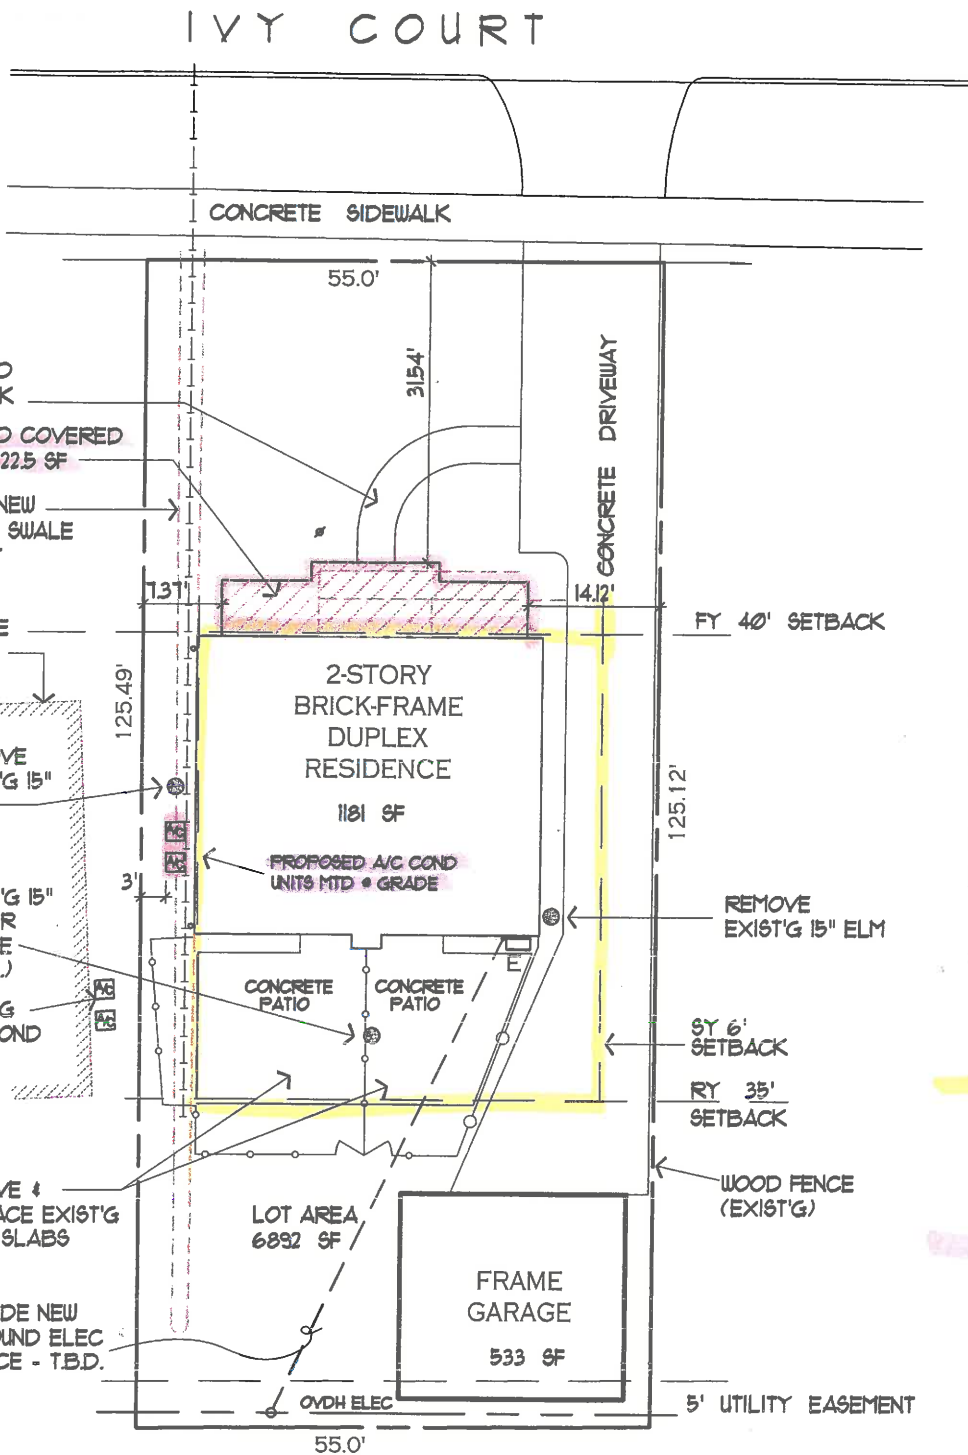 IVY COURT
CONCRETE SIDEWALK
55.0'
31.54'
CONCRETE DRIVEWAY
O
K
D COVERED
22.5 SF
NEW
SWALE
7.37'
14.12'
FY 40' SETBACK
E
125.49'
2-STORY
BRICK-FRAME
DUPLEX
RESIDENCE
1181 SF
VE
'G 15"
125.12'
A/C
A/C
PROPOSED A/C COND
UNITS MTD @ GRADE
3'
'G 15"
R
E
.)
REMOVE
EXIST'G 15" ELM
E
CONCRETE
PATIO
CONCRETE
PATIO
A/C
A/C
G
OND
SY 6'
SETBACK
RY 35'
SETBACK
VE &
ACE EXIST'G
SLABS
WOOD FENCE
(EXIST'G)
LOT AREA
6892 SF
FRAME
GARAGE
533 SF
DE NEW
OUND ELEC
CE - T.B.D.
OVDH ELEC
5' UTILITY EASEMENT
55.0'